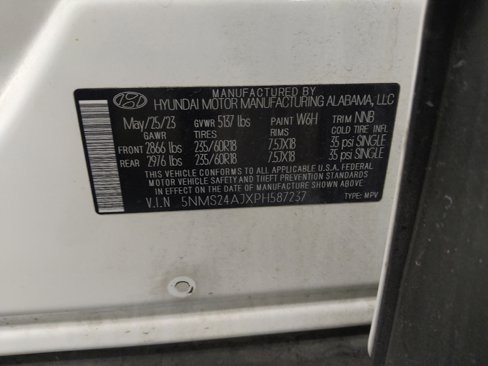 MANUFACTURED BY
HYUNDAI MOTOR MANUFACTURING ALABAMA, LLC
May/25/23 GVWR 5137 lbs PAINT W6H TRIM NNB
GAWR TIRES RIMS COLD TIRE INFL.
FRONT 2866 lbs 235/60R18 7.5JX18 35 psi SINGLE
REAR 2976 lbs 235/60R18 7.5JX18 35 psi SINGLE
THIS VEHICLE CONFORMS TO ALL APPLICABLE U.S.A. FEDERAL
MOTOR VEHICLE SAFETY AND THEFT PREVENTION STANDARDS
IN EFFECT ON THE DATE OF MANUFACTURE SHOWN ABOVE.
V.I.N 5NMS24AJXPH587237 TYPE: MPV